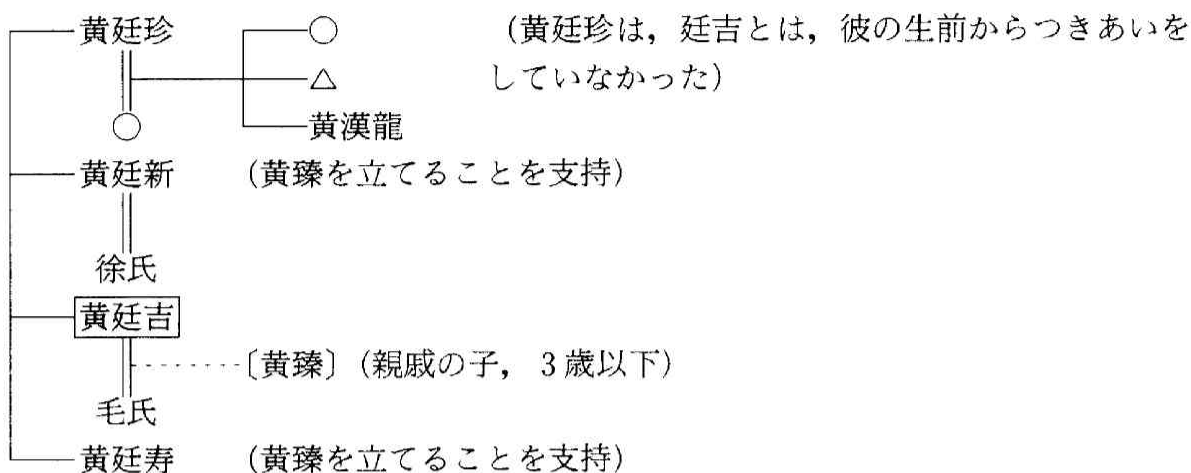 黄廷珍 ○ (黄廷珍は，廷吉とは，彼の生前からつきあいを
△ していなかった)
○ 黄漢龍
黄廷新 (黄臻を立てることを支持)
徐氏
黄廷吉
〔黄臻〕(親戚の子，3歳以下)
毛氏
黄廷寿 (黄臻を立てることを支持)